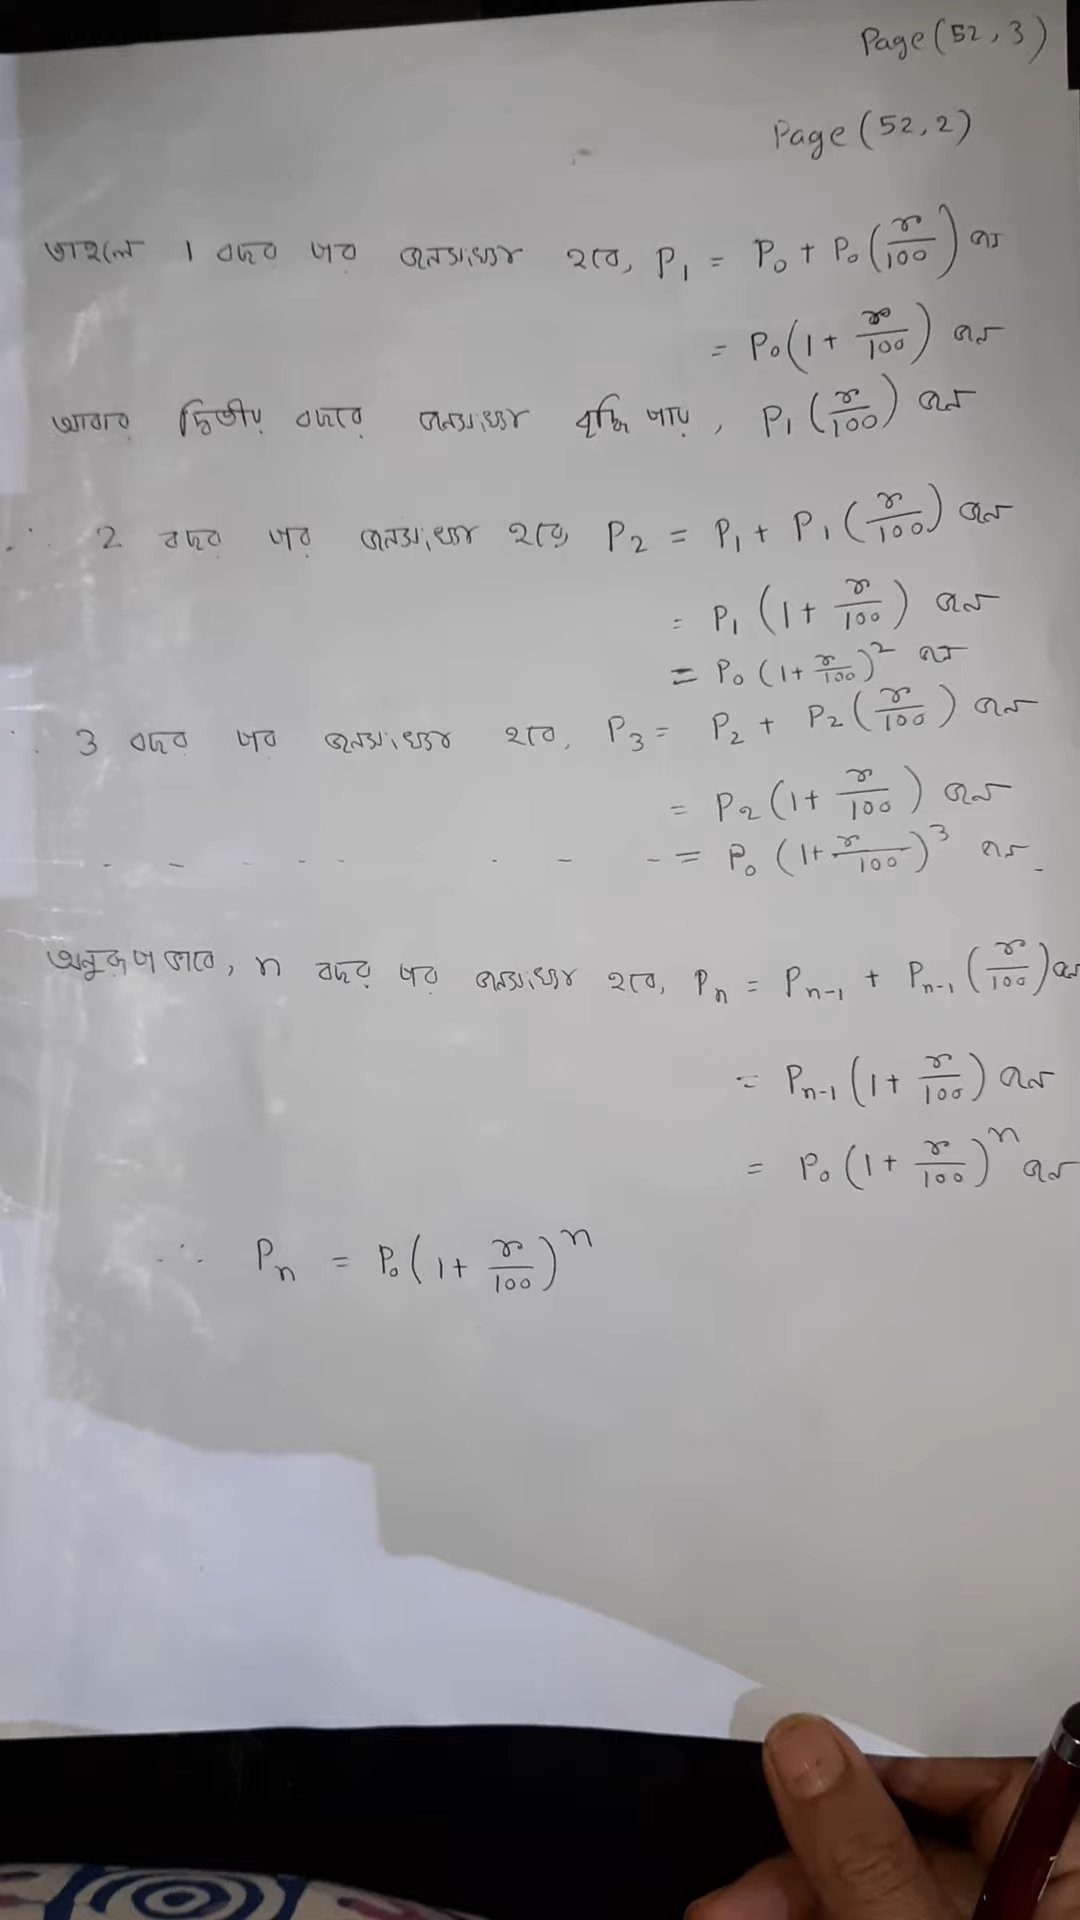 Page (52, 3)
Page (52, 2)
তাহলে 1 বছর পর জনসংখ্যা হবে, P₁ = P₀ + P₀ (r/100) জন
= P₀ (1 + r/100) জন
আবার দ্বিতীয় বছরে জনসংখ্যা বৃদ্ধি পায়, P₁ (r/100) জন
∴ 2 বছর পর জনসংখ্যা হবে, P₂ = P₁ + P₁ (r/100) জন
= P₁ (1 + r/100) জন
= P₀ (1 + r/100)² জন
∴ 3 বছর পর জনসংখ্যা হবে, P₃ = P₂ + P₂ (r/100) জন
= P₂ (1 + r/100) জন
- - - - - - - - = P₀ (1 + r/100)³ জন
অনুরূপ ভাবে, n বছর পর জনসংখ্যা হবে, Pₙ = Pₙ₋₁ + Pₙ₋₁ (r/100) জন
= Pₙ₋₁ (1 + r/100) জন
= P₀ (1 + r/100)ⁿ জন
∴ Pₙ = P₀ (1 + r/100)ⁿ